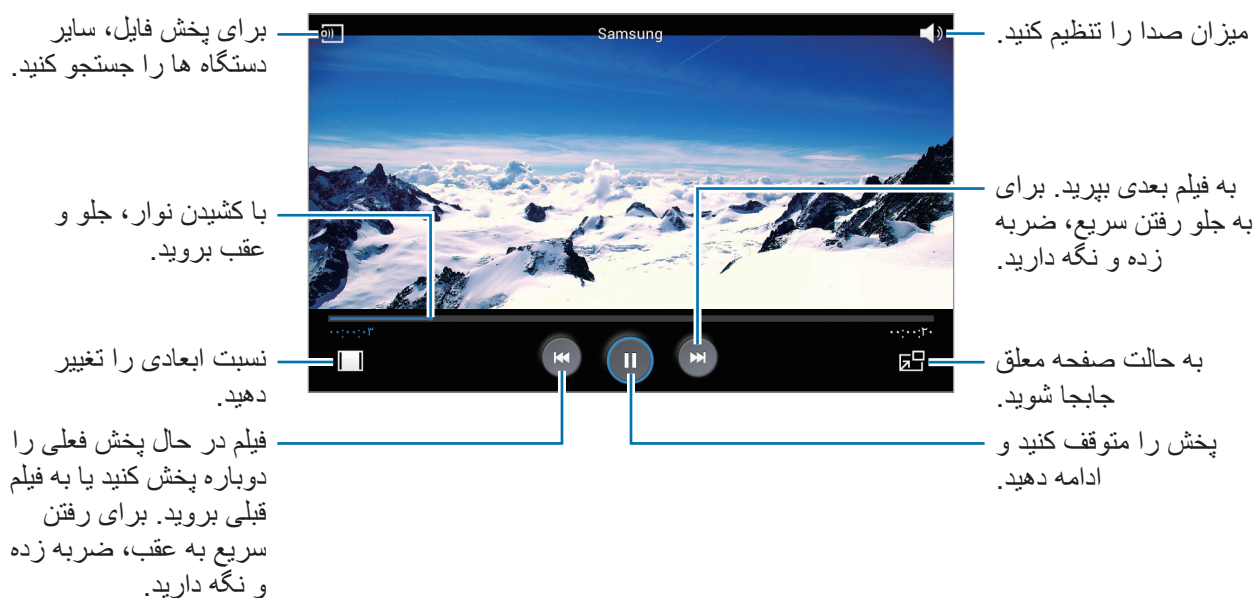 Samsung
میزان صدا را تنظیم کنید.
برای پخش فایل، سایر
دستگاه ها را جستجو کنید.
به فیلم بعدی بپرید. برای
به جلو رفتن سریع، ضربه
زده و نگه دارید.
با کشیدن نوار، جلو و
عقب بروید.
۰۰:۰۰:۰۳
۰۰:۰۰:۳۰
به حالت صفحه معلق
جابجا شوید.
نسبت ابعادی را تغییر
دهید.
پخش را متوقف کنید و
ادامه دهید.
فیلم در حال پخش فعلی را
دوباره پخش کنید یا به فیلم
قبلی بروید. برای رفتن
سریع به عقب، ضربه زده
و نگه دارید.